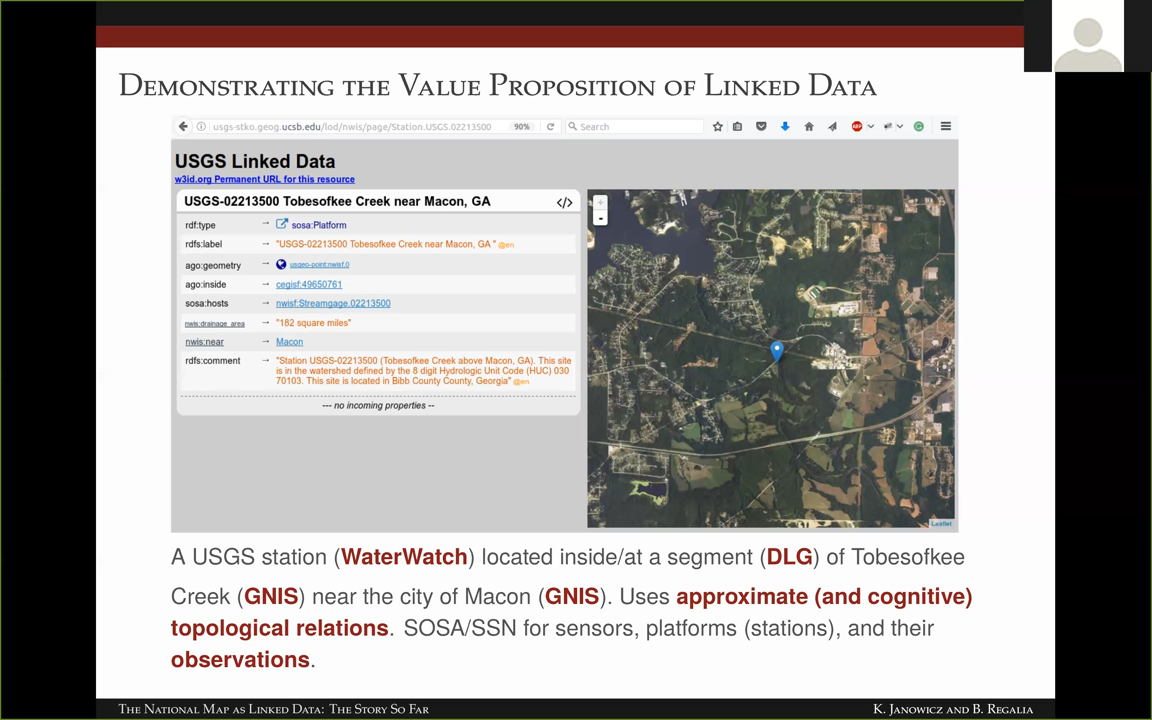 Demonstrating the Value Proposition of Linked Data
usgs-stko.geog.ucsb.edu/lod/nwis/page/Station.USGS.02213500
90%
Search
ABP
USGS Linked Data
w3id.org Permanent URL for this resource
USGS-02213500 Tobesofkee Creek near Macon, GA
</>
rdf:type → sosa:Platform
rdfs:label → "USGS-02213500 Tobesofkee Creek near Macon, GA " @en
ago:geometry → usgeo-point:nwisf.0
ago:inside → cegisf:49650761
sosa:hosts → nwisf:Streamgage.02213500
nwis:drainage_area → "182 square miles"
nwis:near → Macon
rdfs:comment → "Station USGS-02213500 (Tobesofkee Creek above Macon, GA). This site
is in the watershed defined by the 8 digit Hydrologic Unit Code (HUC) 030
70103. This site is located in Bibb County County, Georgia" @en
--- no incoming properties --
+
-
Leaflet
A USGS station (WaterWatch) located inside/at a segment (DLG) of Tobesofkee
Creek (GNIS) near the city of Macon (GNIS). Uses approximate (and cognitive)
topological relations. SOSA/SSN for sensors, platforms (stations), and their
observations.
The National Map as Linked Data: The Story So Far
K. Janowicz and B. Regalia